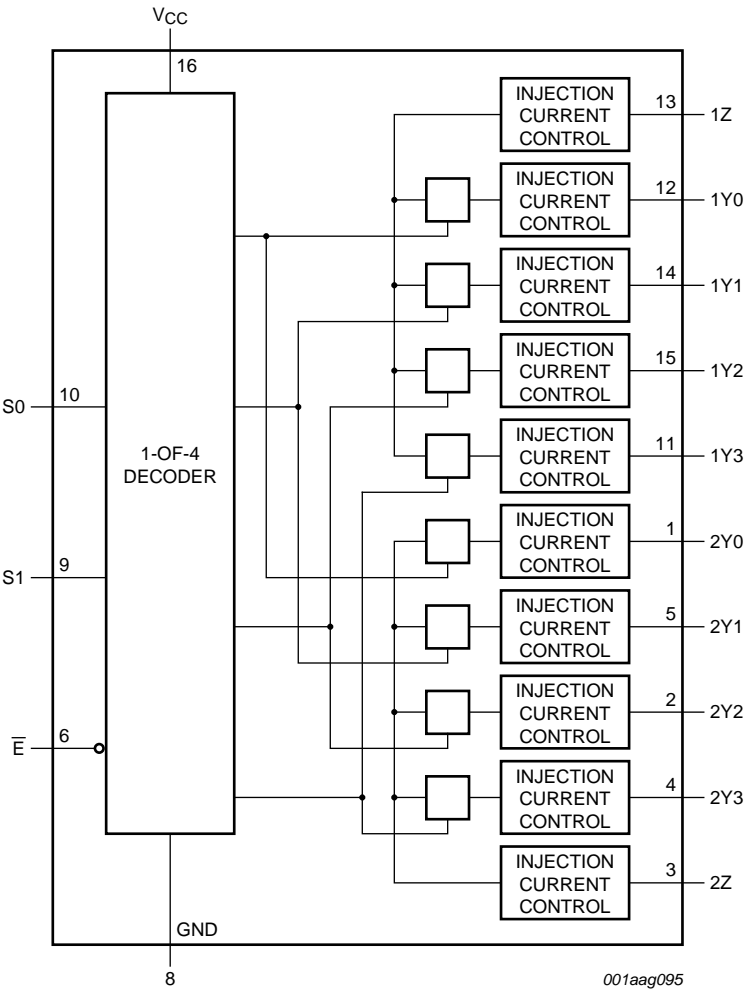 VCC
16
INJECTION
CURRENT
CONTROL
13
1Z
INJECTION
CURRENT
CONTROL
12
1Y0
INJECTION
CURRENT
CONTROL
14
1Y1
INJECTION
CURRENT
CONTROL
15
1Y2
S0
10
1-OF-4
DECODER
INJECTION
CURRENT
CONTROL
11
1Y3
INJECTION
CURRENT
CONTROL
1
2Y0
S1
9
INJECTION
CURRENT
CONTROL
5
2Y1
INJECTION
CURRENT
CONTROL
2
2Y2
E̅
6
INJECTION
CURRENT
CONTROL
4
2Y3
INJECTION
CURRENT
CONTROL
3
2Z
GND
8
001aag095